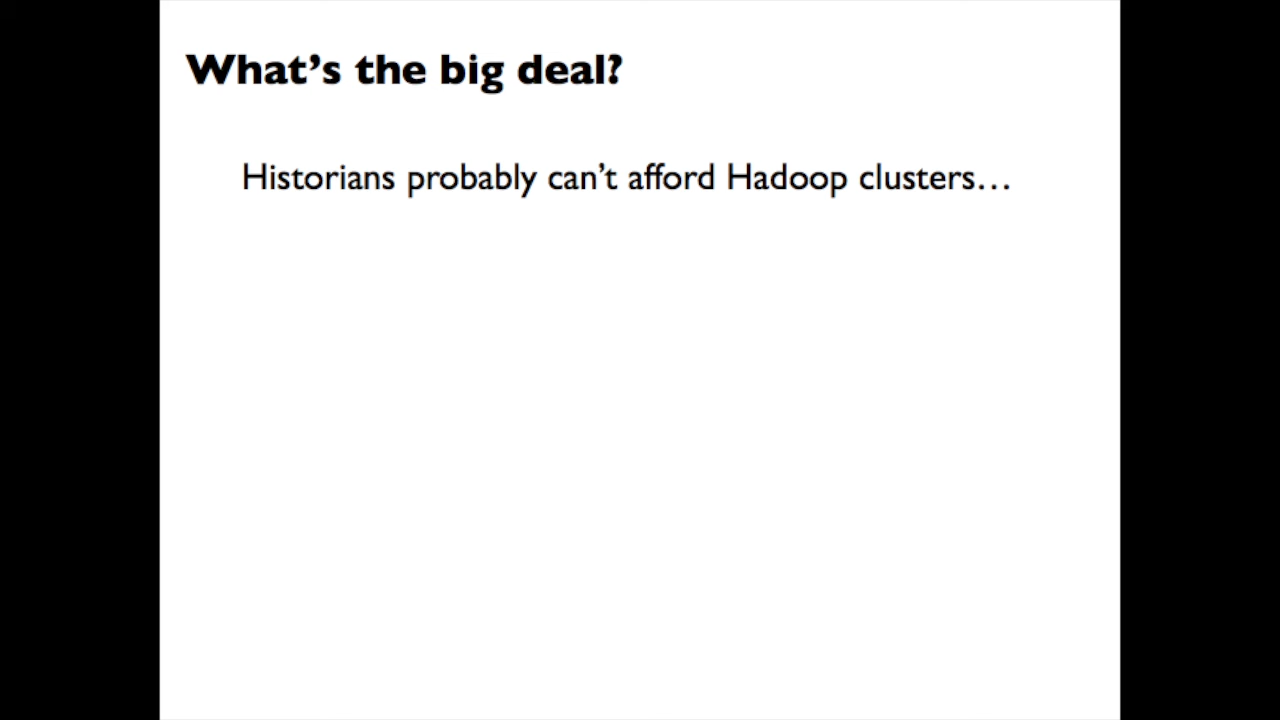 What’s the big deal?
Historians probably can’t afford Hadoop clusters…